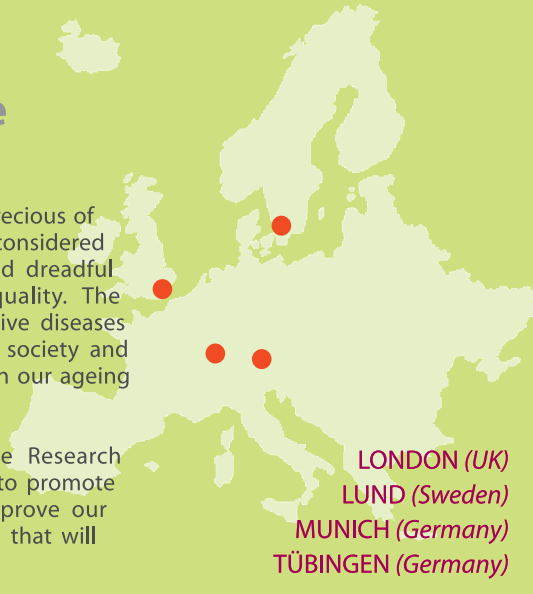 e
recious of
considered
d dreadful
quality. The
ive diseases
society and
n our ageing
e Research
to promote
prove our
that will
LONDON (UK)
LUND (Sweden)
MUNICH (Germany)
TÜBINGEN (Germany)